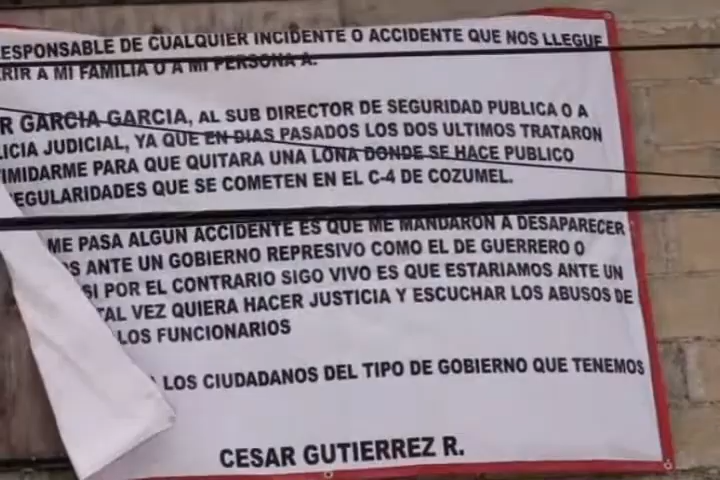 ESPONSABLE DE CUALQUIER INCIDENTE O ACCIDENTE QUE NOS LLEGUE
RIR A MI FAMILIA O A MI PERSONA A:
R GARCIA GARCIA, AL SUB DIRECTOR DE SEGURIDAD PUBLICA O A
LICIA JUDICIAL, YA QUE EN DIAS PASADOS LOS DOS ULTIMOS TRATARON
TIMIDARME PARA QUE QUITARA UNA LONA DONDE SE HACE PUBLICO
EGULARIDADES QUE SE COMETEN EN EL C-4 DE COZUMEL.
ME PASA ALGUN ACCIDENTE ES QUE ME MANDARON A DESAPARECER
S ANTE UN GOBIERNO REPRESIVO COMO EL DE GUERRERO O
SI POR EL CONTRARIO SIGO VIVO ES QUE ESTARIAMOS ANTE UN
TAL VEZ QUIERA HACER JUSTICIA Y ESCUCHAR LOS ABUSOS DE
LOS FUNCIONARIOS
LOS CIUDADANOS DEL TIPO DE GOBIERNO QUE TENEMOS
CESAR GUTIERREZ R.